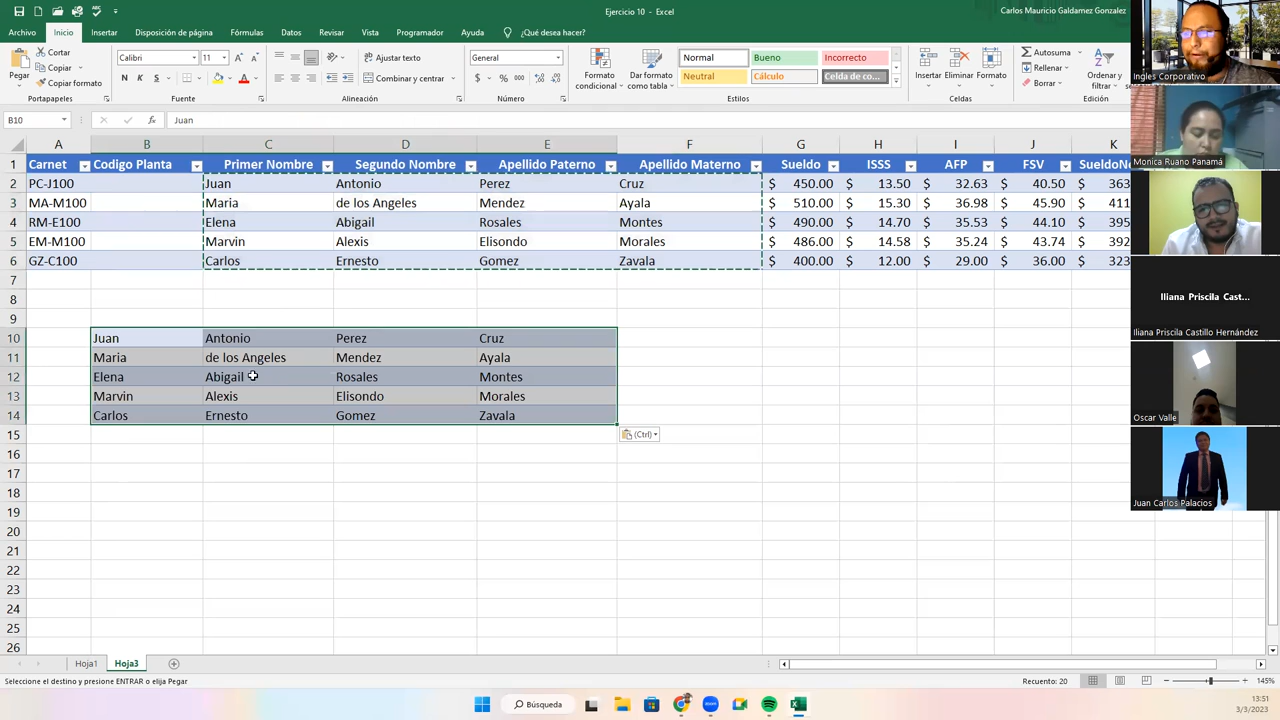 Ejercicio 10 - Excel
Carlos Mauricio Galdamez Gonzalez
Archivo Inicio Insertar Disposición de página Fórmulas Datos Revisar Vista Programador Ayuda ¿Qué desea hacer?
Pegar
Cortar
Copiar
Copiar formato
Portapapeles
Calibri 11
N K S
Fuente
Ajustar texto
Combinar y centrar
Alineación
General
$ % 000
Número
Formato condicional
Dar formato como tabla
Normal Bueno Incorrecto
Neutral Cálculo Celda de co...
Estilos
Insertar Eliminar Formato
Celdas
Autosuma
Rellenar
Borrar
Ordenar y
Edición
B10 fx Juan
A B C D E F G H I J K
1 Carnet Codigo Planta Primer Nombre Segundo Nombre Apellido Paterno Apellido Materno Sueldo ISSS AFP FSV SueldoNe
2 PC-J100 Juan Antonio Perez Cruz $ 450.00 $ 13.50 $ 32.63 $ 40.50 $ 363
3 MA-M100 Maria de los Angeles Mendez Ayala $ 510.00 $ 15.30 $ 36.98 $ 45.90 $ 411
4 RM-E100 Elena Abigail Rosales Montes $ 490.00 $ 14.70 $ 35.53 $ 44.10 $ 395
5 EM-M100 Marvin Alexis Elisondo Morales $ 486.00 $ 14.58 $ 35.24 $ 43.74 $ 392
6 GZ-C100 Carlos Ernesto Gomez Zavala $ 400.00 $ 12.00 $ 29.00 $ 36.00 $ 323
7
8
9
10 Juan Antonio Perez Cruz
11 Maria de los Angeles Mendez Ayala
12 Elena Abigail Rosales Montes
13 Marvin Alexis Elisondo Morales
14 Carlos Ernesto Gomez Zavala
(Ctrl)
15
16
17
18
19
20
21
22
23
24
25
26
Hoja1 Hoja3
Seleccione el destino y presione ENTRAR o elija Pegar
Recuento: 20
145%
Búsqueda
13:51
3/3/2023
Ingles Corporativo
Monica Ruano Panamá
Iliana Priscila Cast...
Iliana Priscila Castillo Hernández
Oscar Valle
Juan Carlos Palacios